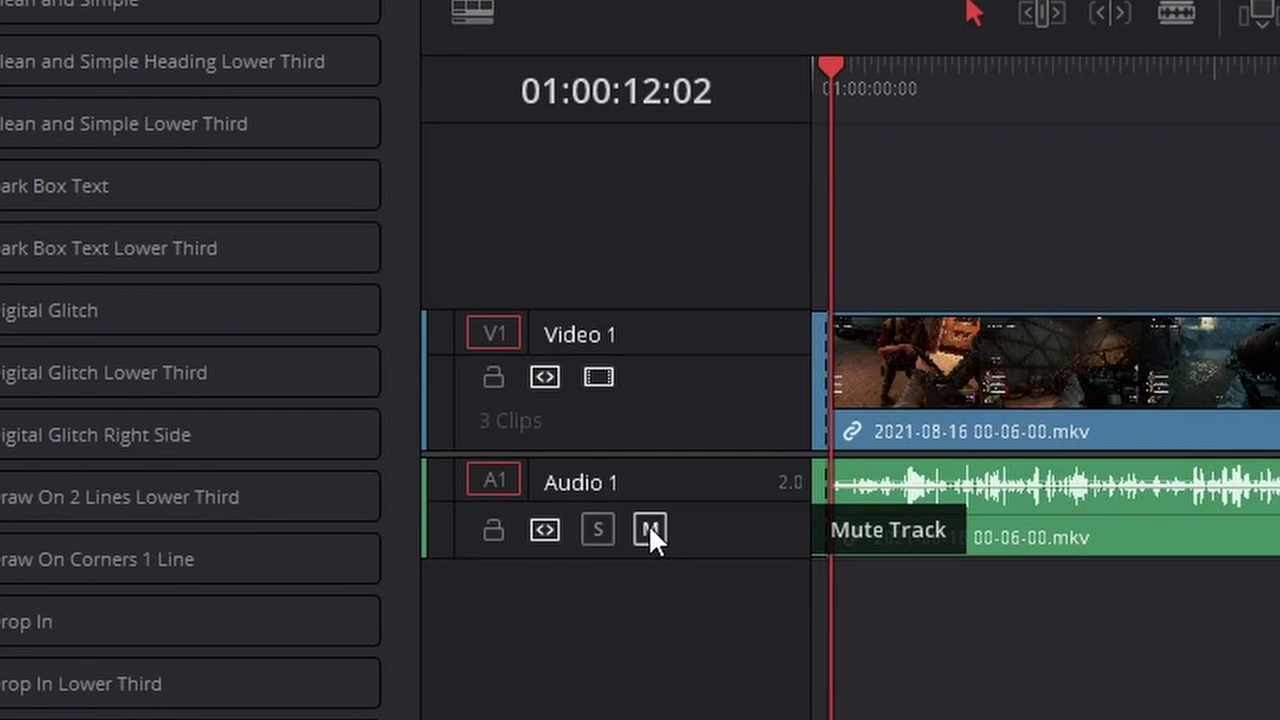 lean and Simple
lean and Simple Heading Lower Third
lean and Simple Lower Third
ark Box Text
ark Box Text Lower Third
igital Glitch
igital Glitch Lower Third
igital Glitch Right Side
raw On 2 Lines Lower Third
raw On Corners 1 Line
rop In
rop In Lower Third
01:00:12:02
01:00:00:00
V1 Video 1
3 Clips
2021-08-16 00-06-00.mkv
A1 Audio 1 2.0
S M
Mute Track
00-06-00.mkv